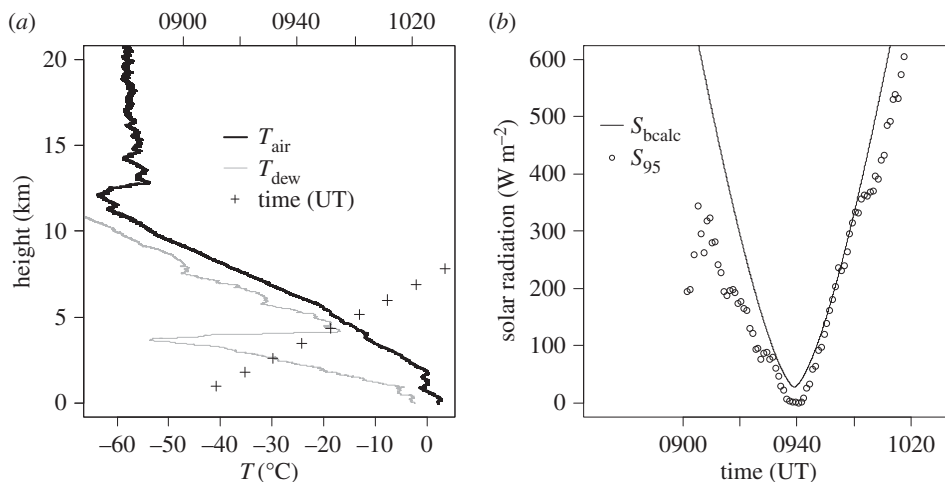 (a)
0900 0940 1020
20
15
10
5
0
height (km)
T_air
T_dew
time (UT)
−60 −50 −40 −30 −20 −10 0
T (°C)
(b)
600
500
400
300
200
100
0
solar radiation (W m⁻²)
S_bcalc
S_95
0900 0940 1020
time (UT)